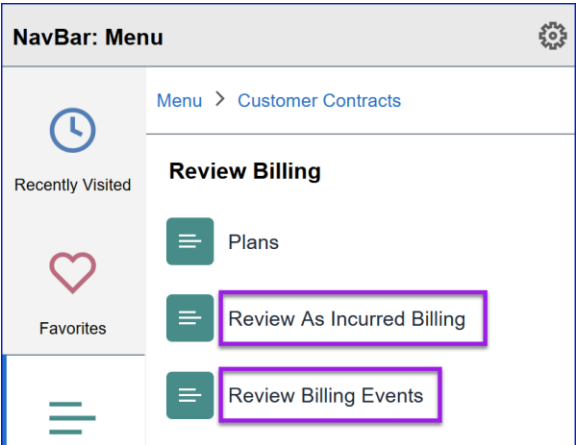 NavBar: Menu
Menu > Customer Contracts
Recently Visited
Review Billing
Plans
Review As Incurred Billing
Favorites
Review Billing Events